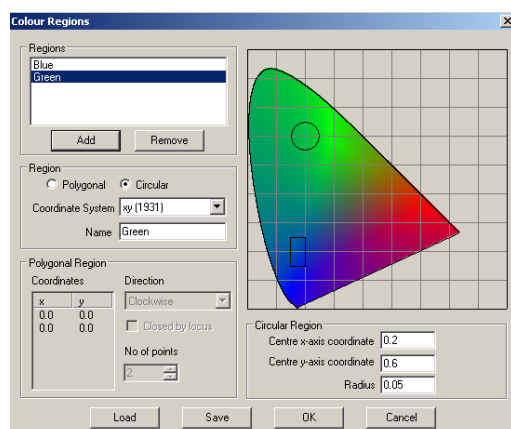 Colour Regions
Regions
Blue
Green
Add Remove
Region
Polygonal Circular
Coordinate System xy (1931)
Name Green
Polygonal Region
Coordinates Direction
x y Clockwise
0.0 0.0
0.0 0.0 Closed by locus
No of points
2
Circular Region
Centre x-axis coordinate 0.2
Centre y-axis coordinate 0.6
Radius 0.05
Load Save OK Cancel